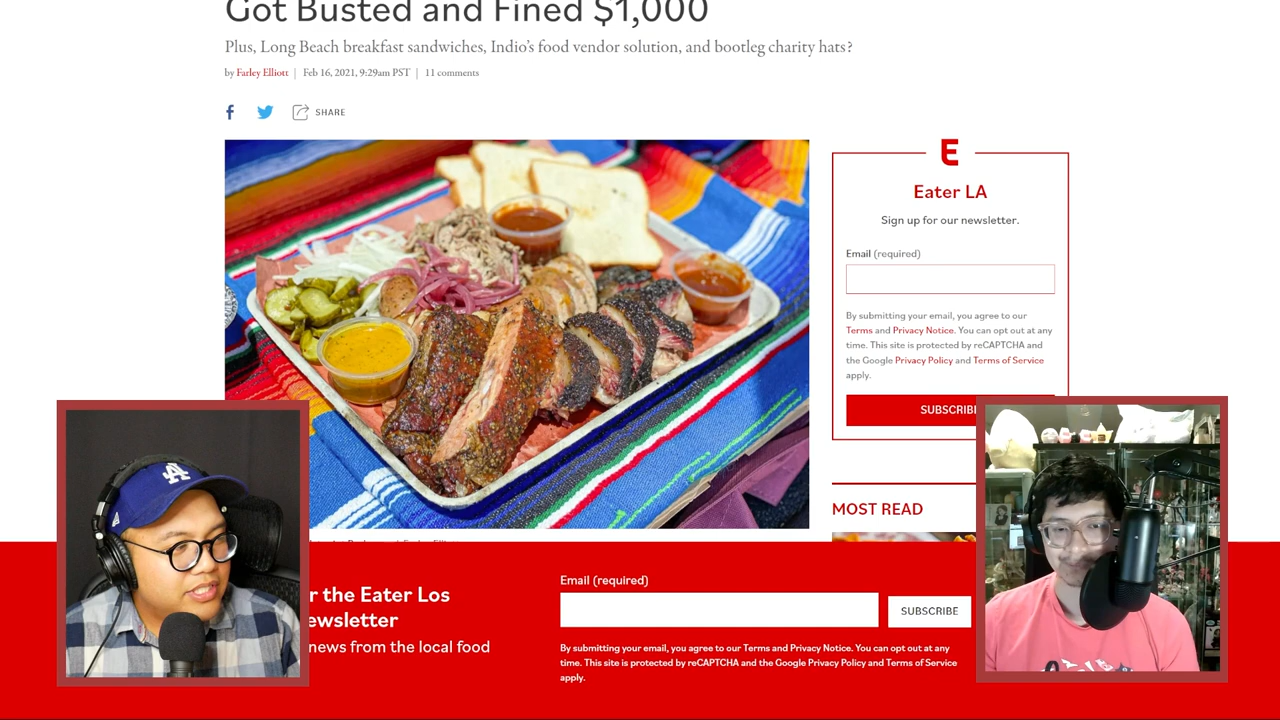 Got Busted and Fined $1,000
Plus, Long Beach breakfast sandwiches, Indio's food vendor solution, and bootleg charity hats?
by Farley Elliott | Feb 16, 2021, 9:29am PST | 11 comments
SHARE
E
Eater LA
Sign up for our newsletter.
Email (required)
By submitting your email, you agree to our
Terms and Privacy Notice. You can opt out at any
time. This site is protected by reCAPTCHA and
the Google Privacy Policy and Terms of Service
apply.
SUBSCRIBE
MOST READ
LA
r the Eater Los
ewsletter
news from the local food
Email (required)
SUBSCRIBE
By submitting your email, you agree to our Terms and Privacy Notice. You can opt out at any
time. This site is protected by reCAPTCHA and the Google Privacy Policy and Terms of Service
apply.